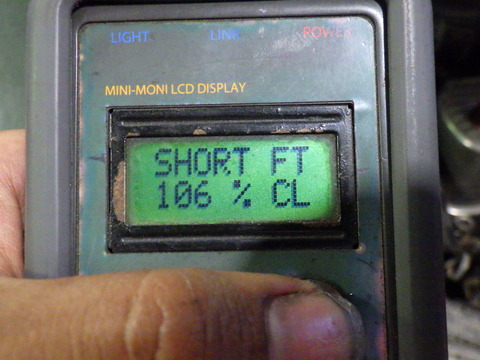 LIGHT LINK POWER
MINI-MONI LCD DISPLAY
SHORT FT
106 % CL